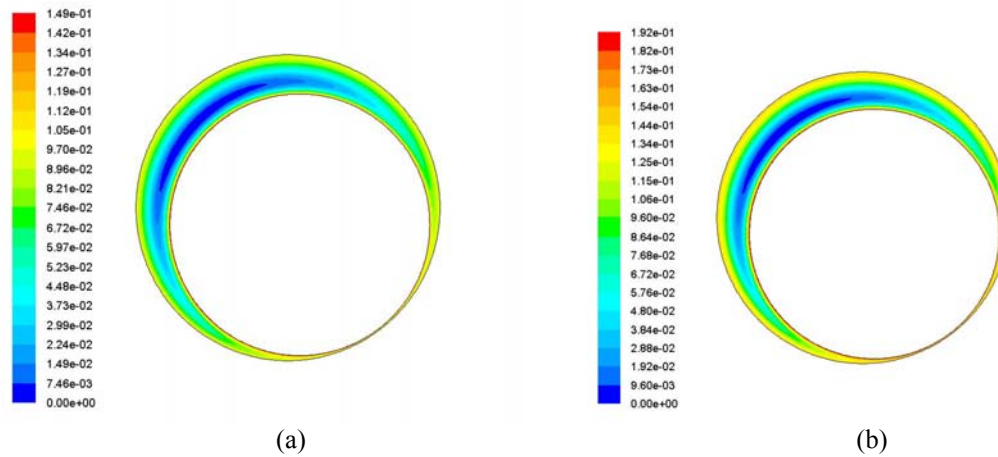 1.49e-01
1.42e-01
1.34e-01
1.27e-01
1.19e-01
1.12e-01
1.05e-01
9.70e-02
8.96e-02
8.21e-02
7.46e-02
6.72e-02
5.97e-02
5.23e-02
4.48e-02
3.73e-02
2.99e-02
2.24e-02
1.49e-02
7.46e-03
0.00e+00
(a)
1.92e-01
1.82e-01
1.73e-01
1.63e-01
1.54e-01
1.44e-01
1.34e-01
1.25e-01
1.15e-01
1.06e-01
9.60e-02
8.64e-02
7.68e-02
6.72e-02
5.76e-02
4.80e-02
3.84e-02
2.88e-02
1.92e-02
9.60e-03
0.00e+00
(b)